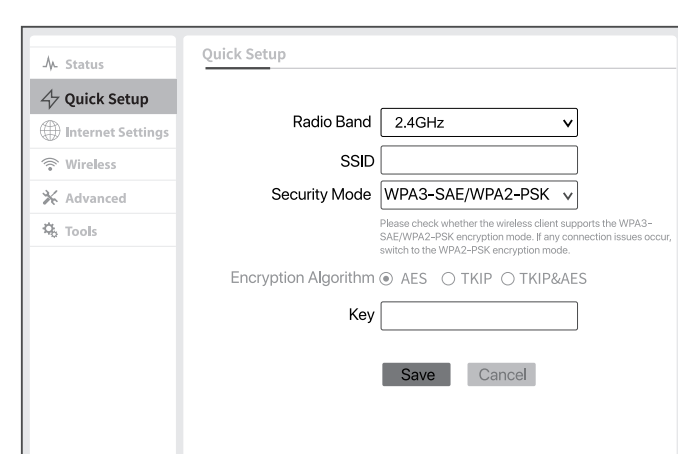 Status
Quick Setup
Internet Settings
Wireless
Advanced
Tools
Quick Setup
Radio Band 2.4GHz
SSID
Security Mode WPA3-SAE/WPA2-PSK
Please check whether the wireless client supports the WPA3-
SAE/WPA2-PSK encryption mode. If any connection issues occur,
switch to the WPA2-PSK encryption mode.
Encryption Algorithm AES TKIP TKIP&AES
Key
Save Cancel